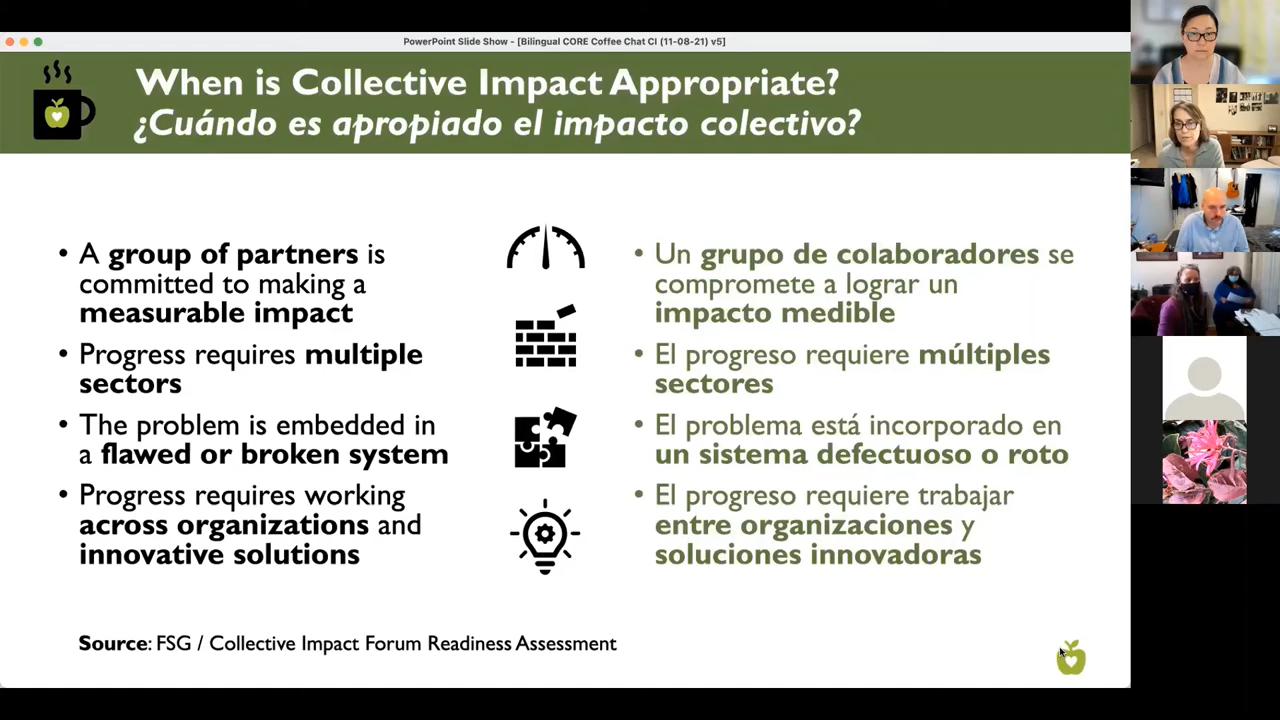 PowerPoint Slide Show - [Bilingual CORE Coffee Chat CI (11-08-21) v5]
When is Collective Impact Appropriate?
¿Cuándo es apropiado el impacto colectivo?
• A group of partners is
committed to making a
measurable impact
• Progress requires multiple
sectors
• The problem is embedded in
a flawed or broken system
• Progress requires working
across organizations and
innovative solutions
• Un grupo de colaboradores se
compromete a lograr un
impacto medible
• El progreso requiere múltiples
sectores
• El problema está incorporado en
un sistema defectuoso o roto
• El progreso requiere trabajar
entre organizaciones y
soluciones innovadoras
Source: FSG / Collective Impact Forum Readiness Assessment